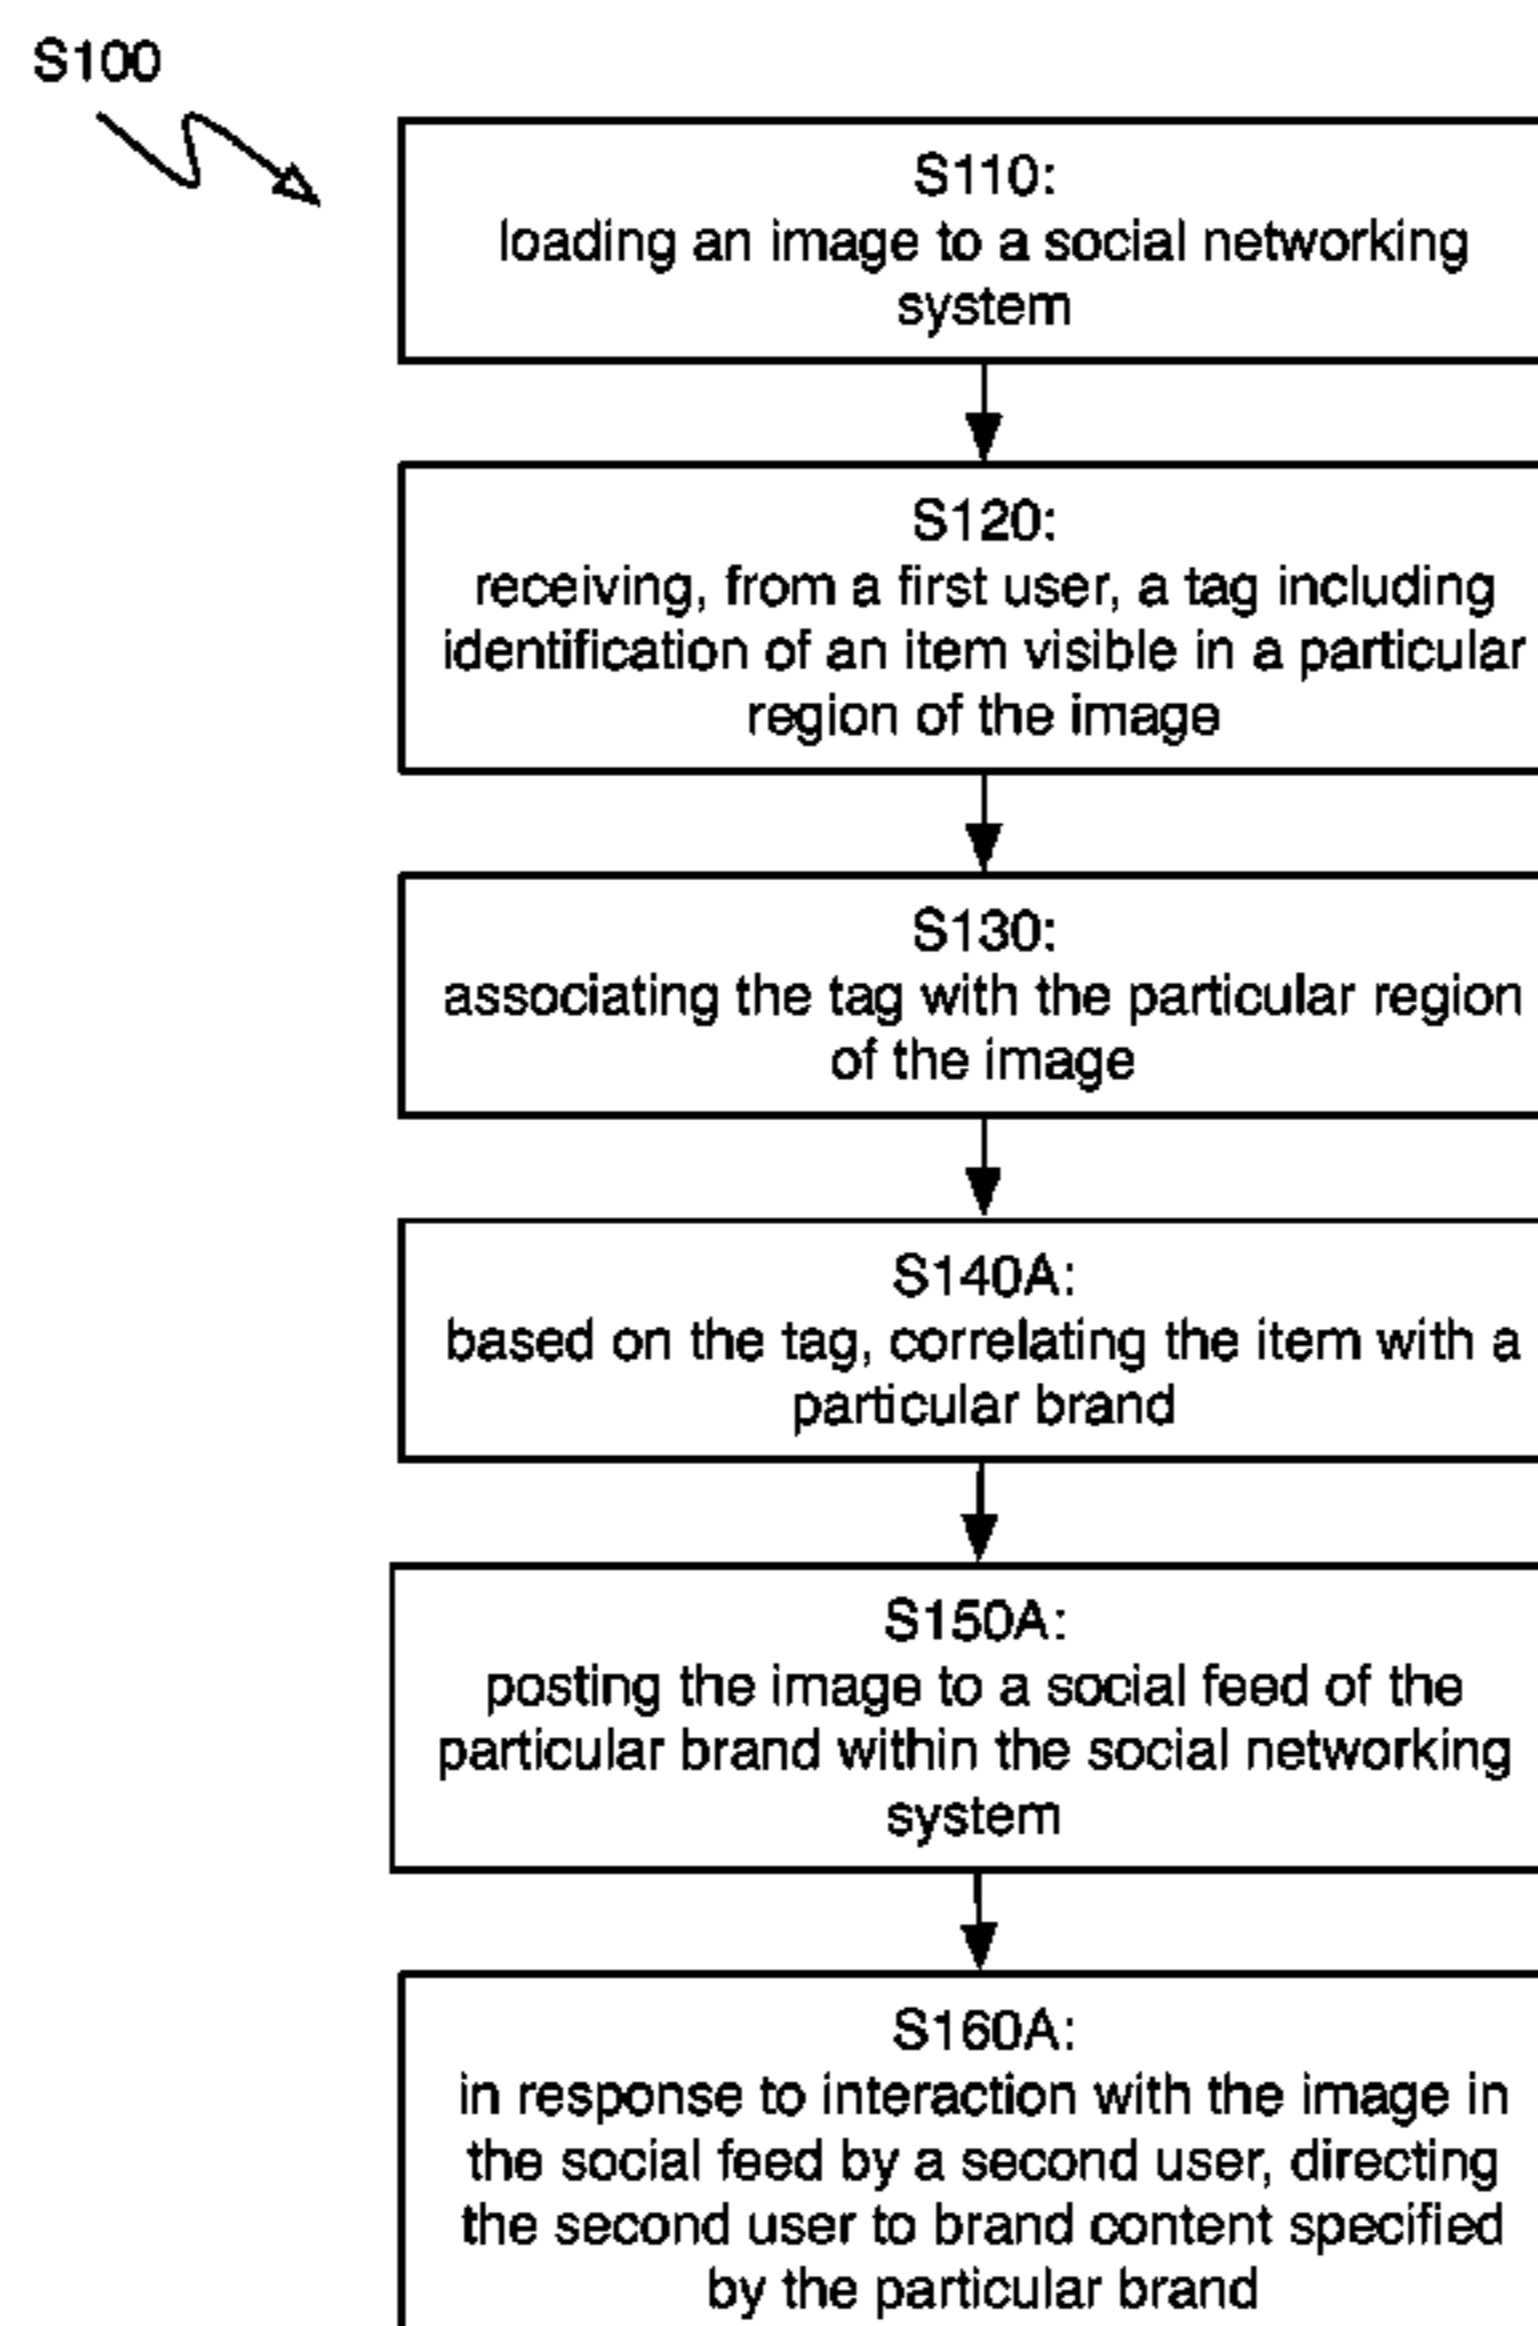 S100
S110:
loading an image to a social networking
system
S120:
receiving, from a first user, a tag including
identification of an item visible in a particular
region of the image
S130:
associating the tag with the particular region
of the image
S140A:
based on the tag, correlating the item with a
particular brand
S150A:
posting the image to a social feed of the
particular brand within the social networking
system
S160A:
in response to interaction with the image in
the social feed by a second user, directing
the second user to brand content specified
by the particular brand